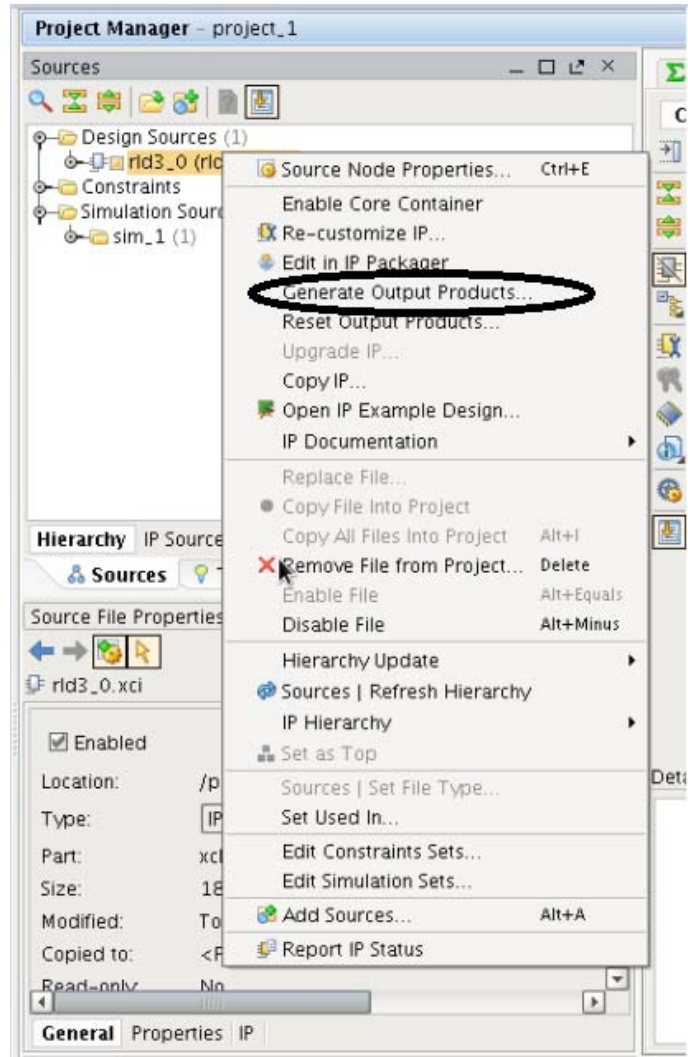 Project Manager - project_1
Sources
Design Sources (1)
rld3_0 (rld
Constraints
Simulation Sour
sim_1 (1)
Source Node Properties... Ctrl+E
Enable Core Container
Re-customize IP...
Edit in IP Packager
Generate Output Products...
Reset Output Products...
Upgrade IP...
Copy IP...
Open IP Example Design...
IP Documentation
Replace File...
Copy File Into Project
Copy All Files Into Project Alt+I
Remove File from Project... Delete
Enable File Alt+Equals
Disable File Alt+Minus
Hierarchy Update
Sources | Refresh Hierarchy
IP Hierarchy
Set as Top
Sources | Set File Type...
Set Used In...
Edit Constraints Sets...
Edit Simulation Sets...
Add Sources... Alt+A
Report IP Status
Hierarchy IP Source
Sources
Source File Properties
rld3_0.xci
Enabled
Location: /p
Type: IP
Part:
Size: 18
Modified: To
Copied to:
Read-only: No
General Properties IP
Deta